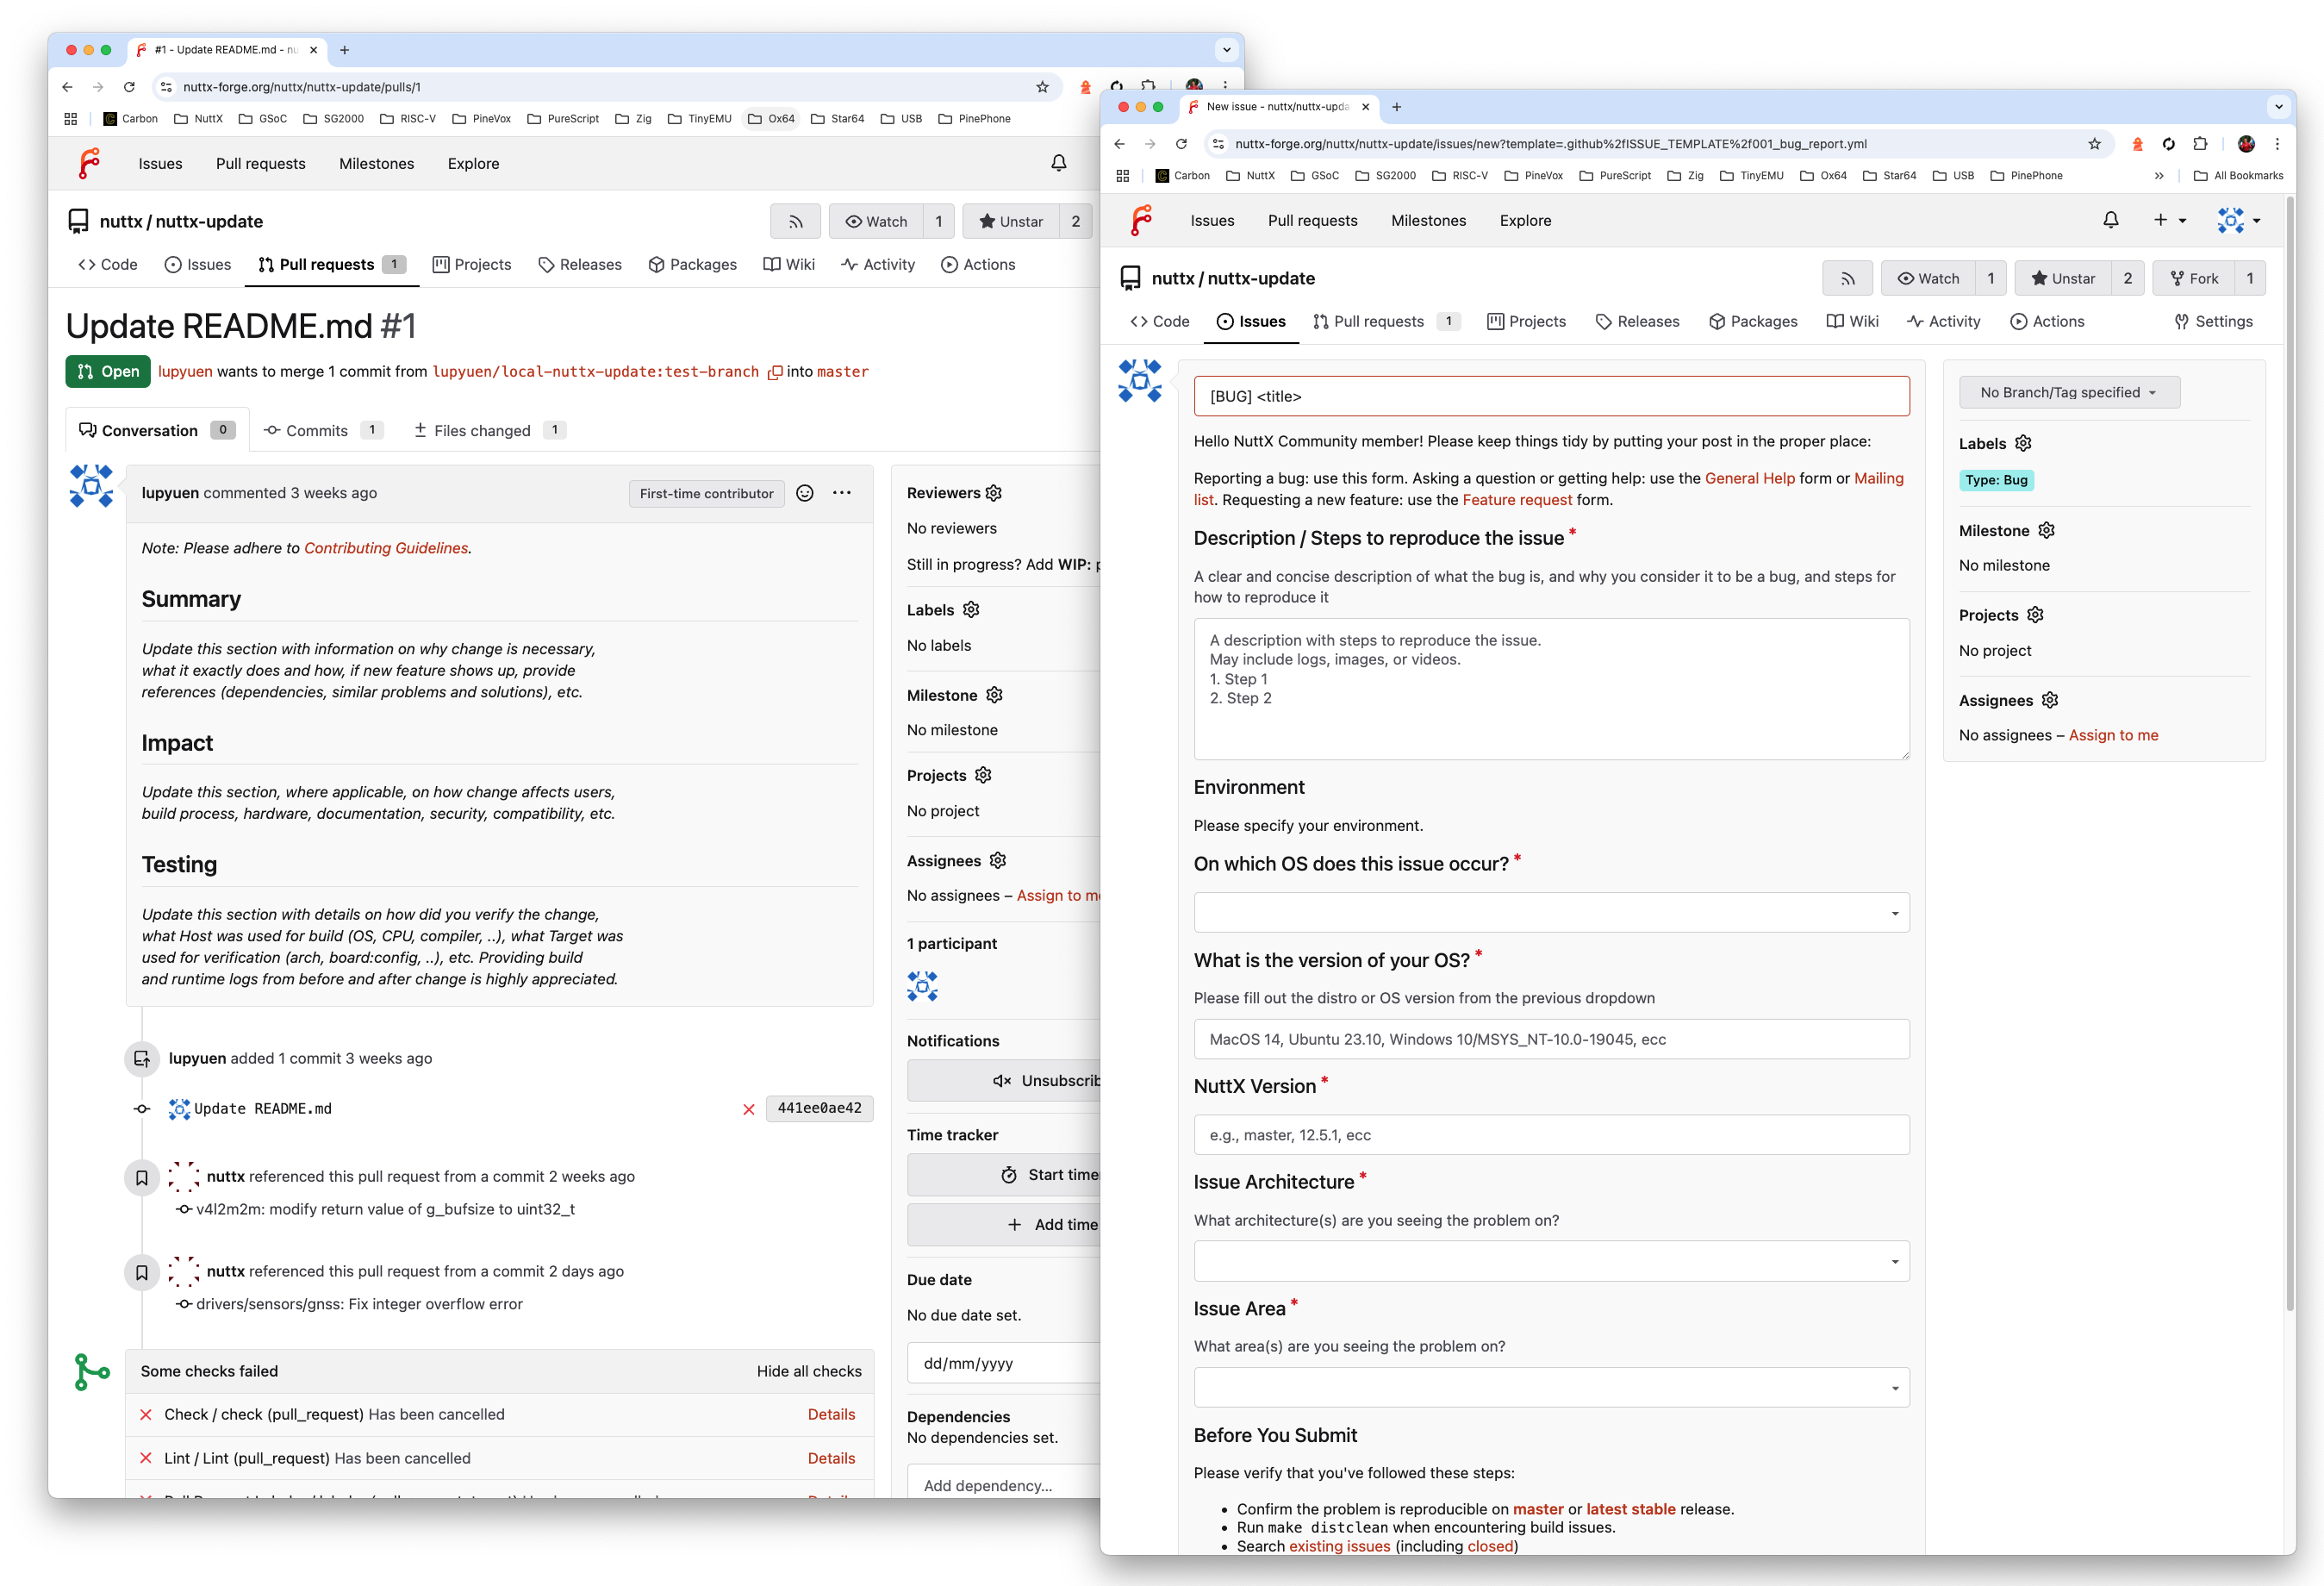 #1 - Update README.md - nu
nuttx-forge.org/nuttx/nuttx-update/pulls/1
Carbon NuttX GSoC SG2000 RISC-V PineVox PureScript Zig TinyEMU Ox64 Star64 USB PinePhone
Issues Pull requests Milestones Explore
nuttx / nuttx-update
Watch 1 Unstar 2
Code Issues Pull requests 1 Projects Releases Packages Wiki Activity Actions
Update README.md #1
Open lupyuen wants to merge 1 commit from lupyuen/local-nuttx-update:test-branch into master
Conversation 0 Commits 1 Files changed 1
lupyuen commented 3 weeks ago First-time contributor
Note: Please adhere to Contributing Guidelines.
Summary
Update this section with information on why change is necessary,
what it exactly does and how, if new feature shows up, provide
references (dependencies, similar problems and solutions), etc.
Impact
Update this section, where applicable, on how change affects users,
build process, hardware, documentation, security, compatibility, etc.
Testing
Update this section with details on how did you verify the change,
what Host was used for build (OS, CPU, compiler, ..), what Target was
used for verification (arch, board:config, ..), etc. Providing build
and runtime logs from before and after change is highly appreciated.
lupyuen added 1 commit 3 weeks ago
Update README.md 441ee0ae42
nuttx referenced this pull request from a commit 2 weeks ago
v4l2m2m: modify return value of g_bufsize to uint32_t
nuttx referenced this pull request from a commit 2 days ago
drivers/sensors/gnss: Fix integer overflow error
Some checks failed Hide all checks
Check / check (pull_request) Has been cancelled Details
Lint / Lint (pull_request) Has been cancelled Details
Reviewers
No reviewers
Still in progress? Add WIP:
Labels
No labels
Milestone
No milestone
Projects
No project
Assignees
No assignees – Assign to me
1 participant
Notifications
Unsubscrib
Time tracker
Start time
Add time
Due date
No due date set.
dd/mm/yyyy
Dependencies
No dependencies set.
Add dependency...
New issue - nuttx/nuttx-upda
nuttx-forge.org/nuttx/nuttx-update/issues/new?template=.github%2fISSUE_TEMPLATE%2f001_bug_report.yml
Carbon NuttX GSoC SG2000 RISC-V PineVox PureScript Zig TinyEMU Ox64 Star64 USB PinePhone » All Bookmarks
Issues Pull requests Milestones Explore
nuttx / nuttx-update
Watch 1 Unstar 2 Fork 1
Code Issues Pull requests 1 Projects Releases Packages Wiki Activity Actions Settings
[BUG] <title>
Hello NuttX Community member! Please keep things tidy by putting your post in the proper place:
Reporting a bug: use this form. Asking a question or getting help: use the General Help form or Mailing
list. Requesting a new feature: use the Feature request form.
Description / Steps to reproduce the issue *
A clear and concise description of what the bug is, and why you consider it to be a bug, and steps for
how to reproduce it
A description with steps to reproduce the issue.
May include logs, images, or videos.
1. Step 1
2. Step 2
Environment
Please specify your environment.
On which OS does this issue occur? *
What is the version of your OS? *
Please fill out the distro or OS version from the previous dropdown
MacOS 14, Ubuntu 23.10, Windows 10/MSYS_NT-10.0-19045, ecc
NuttX Version *
e.g., master, 12.5.1, ecc
Issue Architecture *
What architecture(s) are you seeing the problem on?
Issue Area *
What area(s) are you seeing the problem on?
Before You Submit
Please verify that you've followed these steps:
• Confirm the problem is reproducible on master or latest stable release.
• Run make distclean when encountering build issues.
• Search existing issues (including closed)
No Branch/Tag specified
Labels
Type: Bug
Milestone
No milestone
Projects
No project
Assignees
No assignees – Assign to me